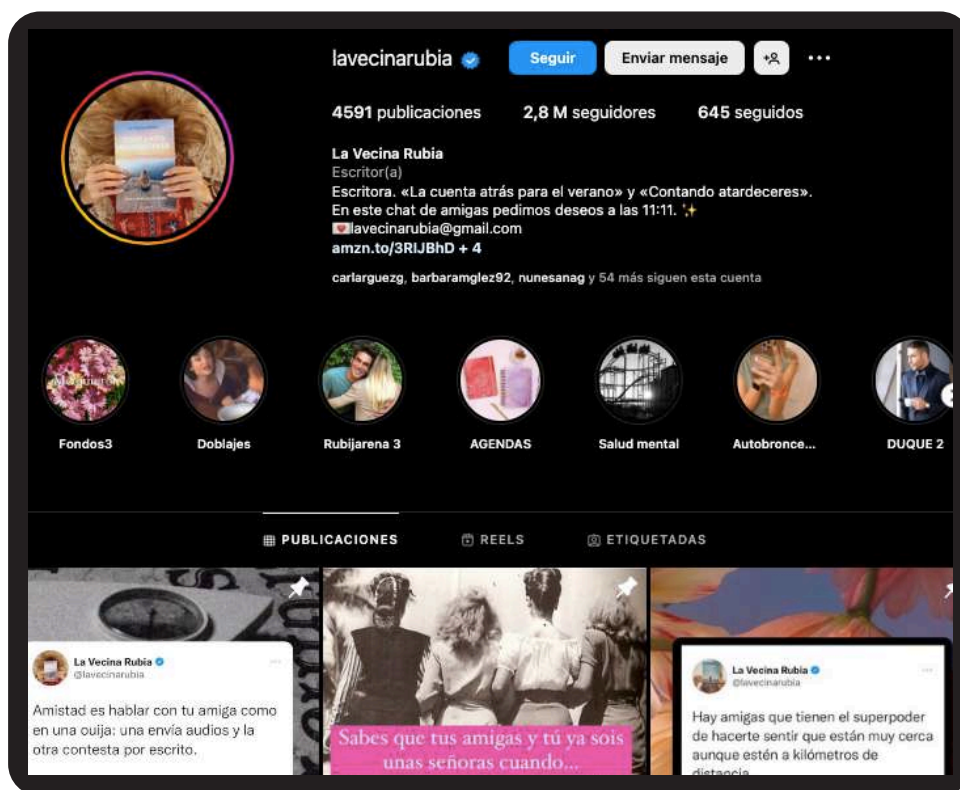 lavecinarubia Seguir Enviar mensaje
4591 publicaciones 2,8 M seguidores 645 seguidos
La Vecina Rubia
Escritor(a)
Escritora. «La cuenta atrás para el verano» y «Contando atardeceres».
En este chat de amigas pedimos deseos a las 11:11. ✨
💌lavecinarubia@gmail.com
amzn.to/3RIJBhD + 4
carlarguezg, barbaramglez92, nunesanag y 54 más siguen esta cuenta
Fondos3 Doblajes Rubijarena 3 AGENDAS Salud mental Autobronce... DUQUE 2
PUBLICACIONES REELS ETIQUETADAS
La Vecina Rubia
@lavecinarubia
Amistad es hablar con tu amiga como
en una ouija: una envía audios y la
otra contesta por escrito.
Sabes que tus amigas y tú ya sois
unas señoras cuando...
La Vecina Rubia
@lavecinarubia
Hay amigas que tienen el superpoder
de hacerte sentir que están muy cerca
aunque estén a kilómetros de
distancia